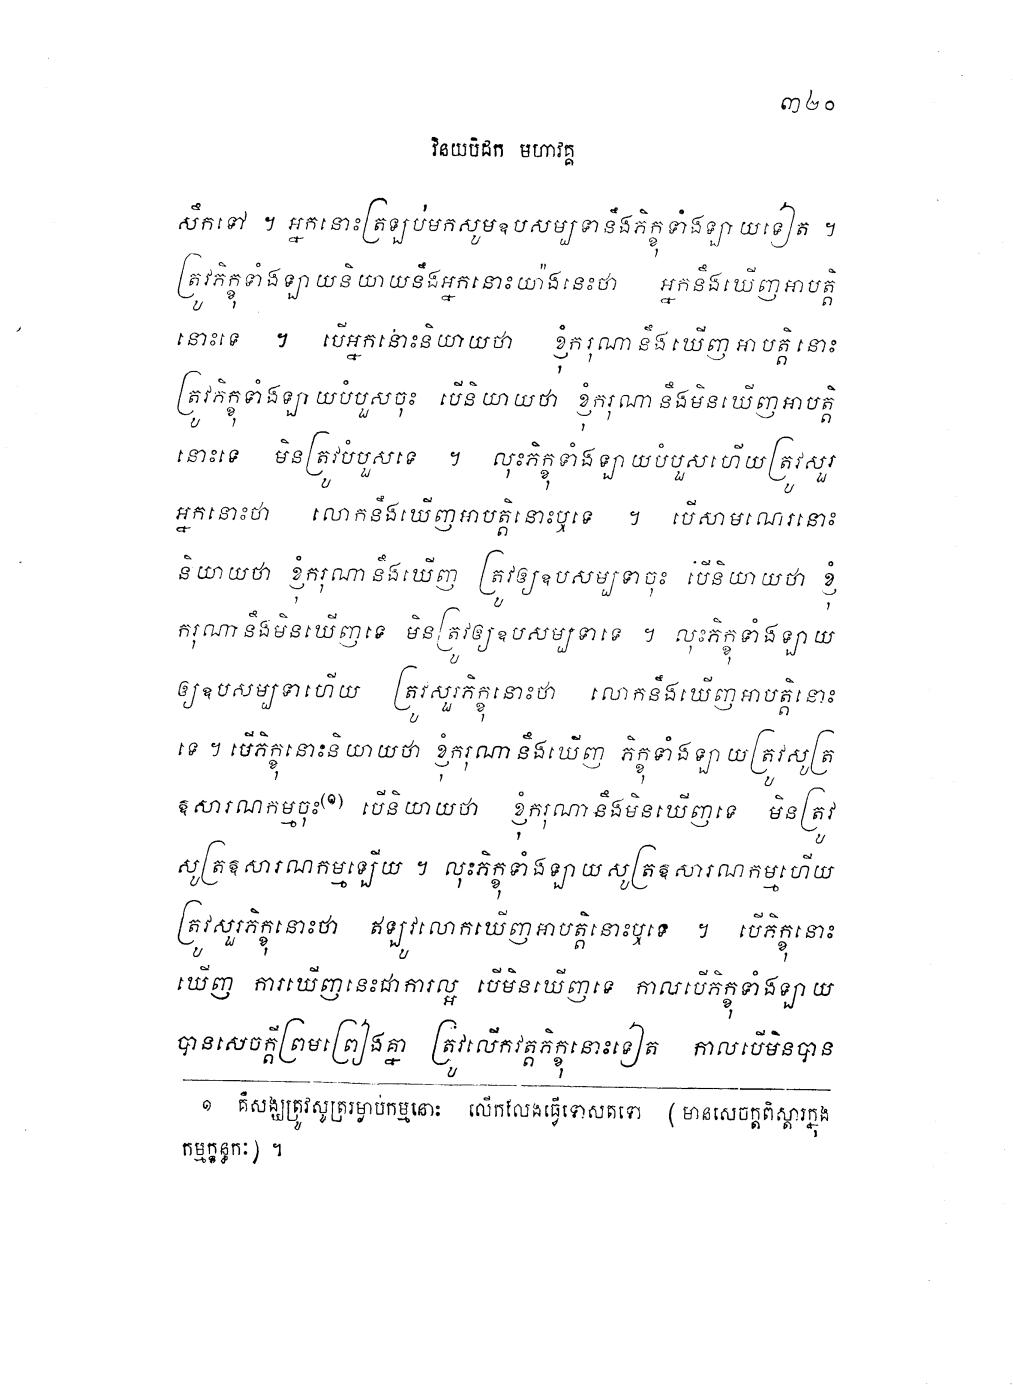 ៣២០
វិនយបិដក មហាវគ្គ
សឹកទៅ ។ អ្នកនោះត្រឡប់មកសូមឧបសម្បទានឹងភិក្ខុទាំងឡាយទៀត ។
ត្រូវភិក្ខុទាំងឡាយនិយាយនឹងអ្នកនោះយ៉ាងនេះថា អ្នកនឹងឃើញអាបត្តិ
នោះទេ ។ បើអ្នកនោះនិយាយថា ខ្ញុំករុណានឹងឃើញអាបត្តិនោះ
ត្រូវភិក្ខុទាំងឡាយបំបួសចុះ បើនិយាយថា ខ្ញុំករុណានឹងមិនឃើញអាបត្តិ
នោះទេ មិនត្រូវបំបួសទេ ។ លុះភិក្ខុទាំងឡាយបំបួសហើយត្រូវសួរ
អ្នកនោះថា លោកនឹងឃើញអាបត្តិនោះឬទេ ។ បើសាមណេរនោះ
និយាយថា ខ្ញុំករុណានឹងឃើញ ត្រូវឲ្យឧបសម្បទាចុះ បើនិយាយថា ខ្ញុំ
ករុណានឹងមិនឃើញទេ មិនត្រូវឲ្យឧបសម្បទាទេ ។ លុះភិក្ខុទាំងឡាយ
ឲ្យឧបសម្បទាហើយ ត្រូវសួរភិក្ខុនោះថា លោកនឹងឃើញអាបត្តិនោះ
ទេ ។ បើភិក្ខុនោះនិយាយថា ខ្ញុំករុណានឹងឃើញ ភិក្ខុទាំងឡាយត្រូវសូត្រ
ឧសារណកម្មចុះ(១) បើនិយាយថា ខ្ញុំករុណានឹងមិនឃើញទេ មិនត្រូវ
សូត្រឧសារណកម្មឡើយ ។ លុះភិក្ខុទាំងឡាយសូត្រឧសារណកម្មហើយ
ត្រូវសួរភិក្ខុនោះថា ឥឡូវលោកឃើញអាបត្តិនោះឬទេ ។ បើភិក្ខុនោះ
ឃើញ ការឃើញនេះជាការល្អ បើមិនឃើញទេ កាលបើភិក្ខុទាំងឡាយ
បានសេចក្តីព្រមព្រៀងគ្នា ត្រូវលើកវត្តភិក្ខុនោះទៀត កាលបើមិនបាន
១ គឺសង្ឃត្រូវសូត្ររម្ងាប់កម្មនោះ លើកលែងធ្វើទោសតទៅ (មានសេចក្តពិស្តារក្នុង
កម្មក្ខន្ធកៈ) ។